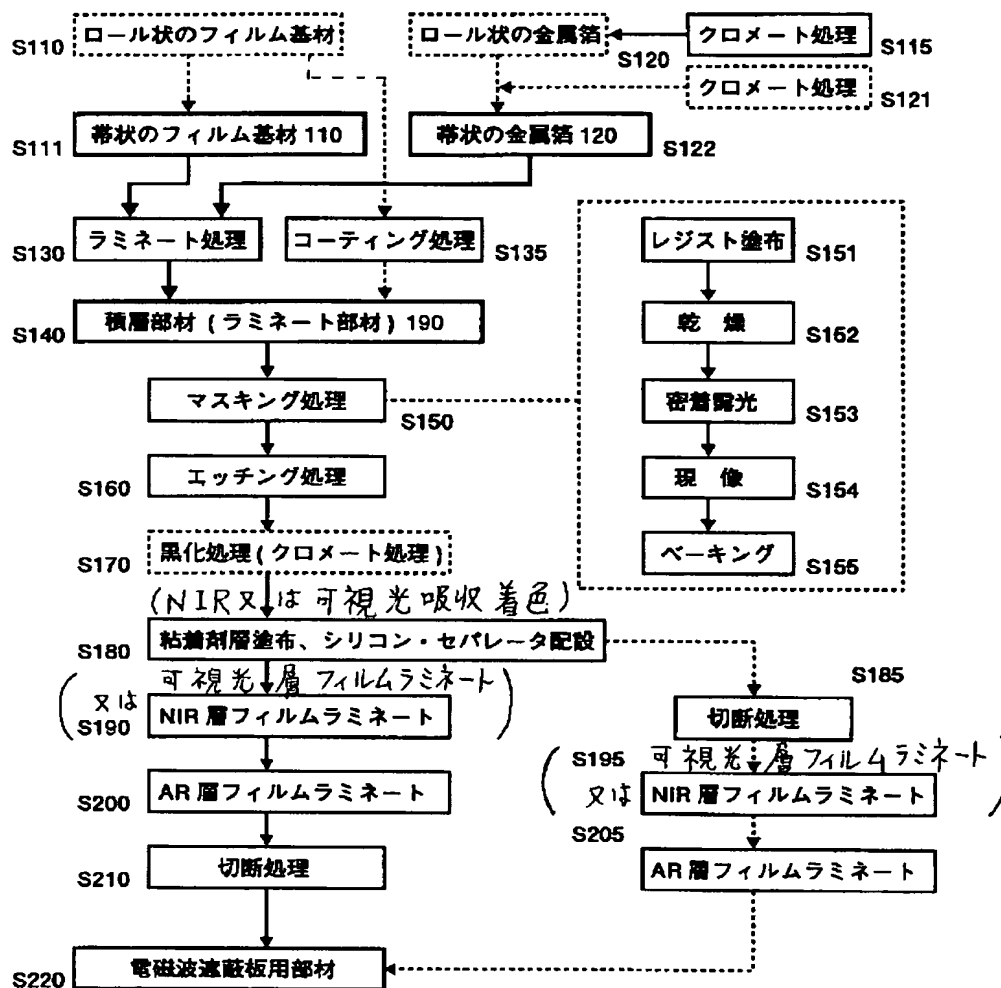 S110 ロール状のフィルム基材
ロール状の金属箔 S120
クロメート処理 S115
クロメート処理 S121
S111 帯状のフィルム基材 110
帯状の金属箔 120 S122
S130 ラミネート処理
コーティング処理 S135
S140 積層部材 (ラミネート部材) 190
マスキング処理 S150
S160 エッチング処理
S170 黒化処理(クロメート処理)
(NIR又は可視光吸収着色)
S180 粘着剤層塗布、シリコン・セパレータ配設
(又は 可視光層フィルムラミネート)
S190 NIR 層フィルムラミネート
S200 AR 層フィルムラミネート
S210 切断処理
S220 電磁波遮蔽板用部材
レジスト塗布 S151
乾 燥 S152
密着露光 S153
現 像 S154
ベーキング S155
S185
切断処理
S195 可視光層フィルムラミネート
(又は NIR 層フィルムラミネート)
S205
AR 層フィルムラミネート